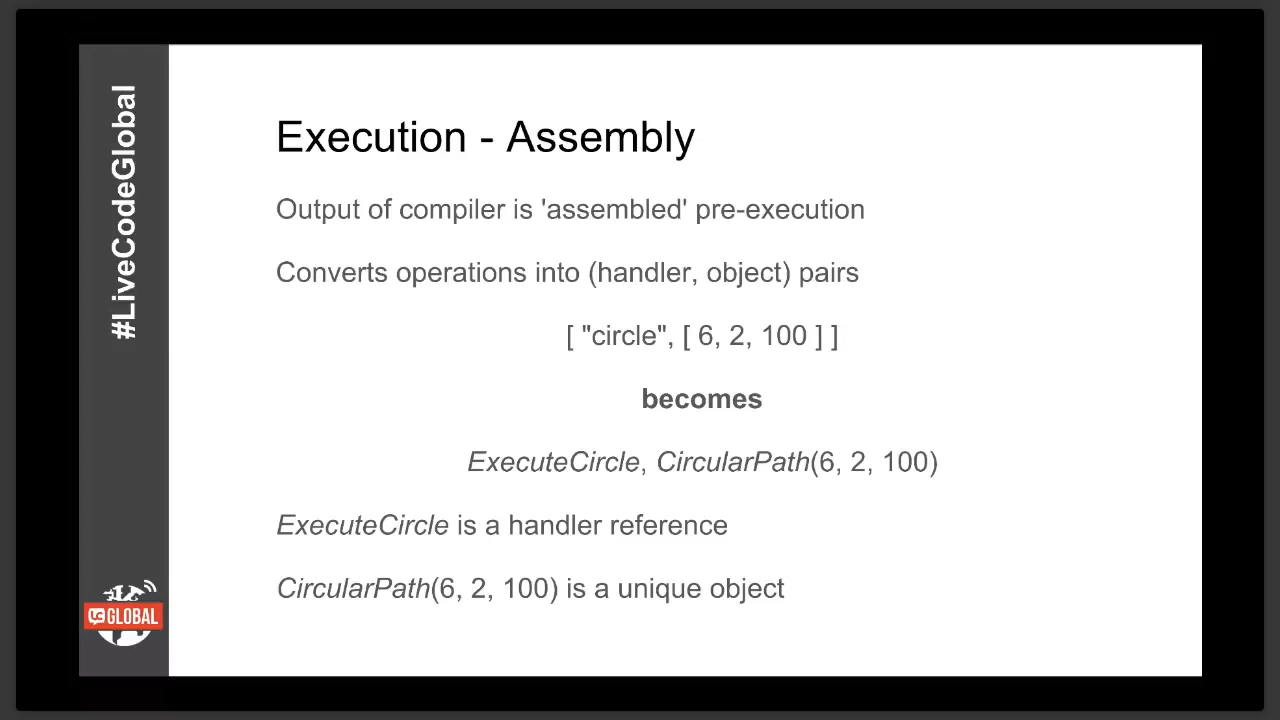 #LiveCodeGlobal
Execution - Assembly
Output of compiler is 'assembled' pre-execution
Converts operations into (handler, object) pairs
[ "circle", [ 6, 2, 100 ] ]
becomes
ExecuteCircle, CircularPath(6, 2, 100)
ExecuteCircle is a handler reference
CircularPath(6, 2, 100) is a unique object
GLOBAL